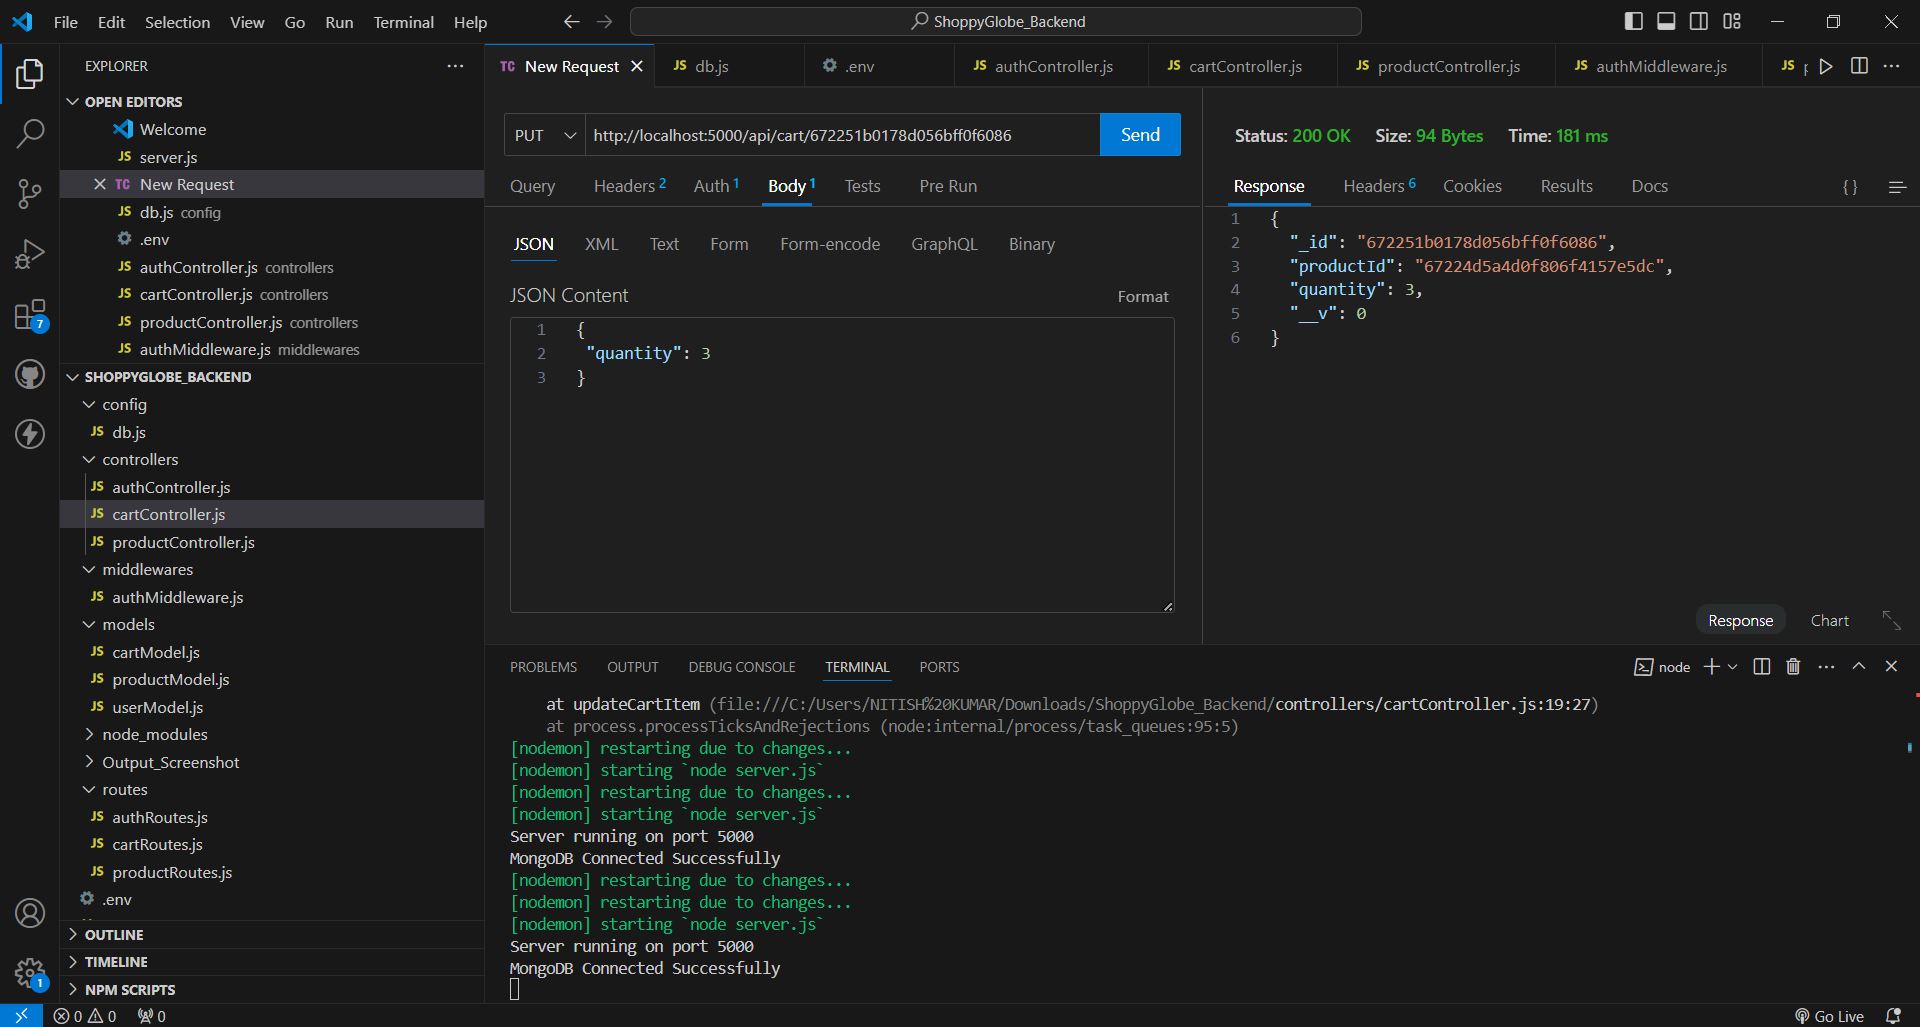 File Edit Selection View Go Run Terminal Help
ShoppyGlobe_Backend
EXPLORER
OPEN EDITORS
Welcome
JS server.js
TC New Request
JS db.js config
.env
JS authController.js controllers
JS cartController.js controllers
JS productController.js controllers
JS authMiddleware.js middlewares
SHOPPYGLOBE_BACKEND
config
JS db.js
controllers
JS authController.js
JS cartController.js
JS productController.js
middlewares
JS authMiddleware.js
models
JS cartModel.js
JS productModel.js
JS userModel.js
node_modules
Output_Screenshot
routes
JS authRoutes.js
JS cartRoutes.js
JS productRoutes.js
.env
OUTLINE
TIMELINE
NPM SCRIPTS
7
1
TC New Request
JS db.js
.env
JS authController.js
JS cartController.js
JS productController.js
JS authMiddleware.js
JS
PUT http://localhost:5000/api/cart/672251b0178d056bff0f6086 Send
Query Headers 2 Auth 1 Body 1 Tests Pre Run
JSON XML Text Form Form-encode GraphQL Binary
JSON Content Format
1 {
2 "quantity": 3
3 }
Status: 200 OK Size: 94 Bytes Time: 181 ms
Response Headers 6 Cookies Results Docs {}
1 {
2 "_id": "672251b0178d056bff0f6086",
3 "productId": "67224d5a4d0f806f4157e5dc",
4 "quantity": 3,
5 "__v": 0
6 }
Response Chart
PROBLEMS OUTPUT DEBUG CONSOLE TERMINAL PORTS node
at updateCartItem (file:///C:/Users/NITISH%20KUMAR/Downloads/ShoppyGlobe_Backend/controllers/cartController.js:19:27)
at process.processTicksAndRejections (node:internal/process/task_queues:95:5)
[nodemon] restarting due to changes...
[nodemon] starting `node server.js`
[nodemon] restarting due to changes...
[nodemon] starting `node server.js`
Server running on port 5000
MongoDB Connected Successfully
[nodemon] restarting due to changes...
[nodemon] restarting due to changes...
[nodemon] starting `node server.js`
Server running on port 5000
MongoDB Connected Successfully
0 0 0 Go Live